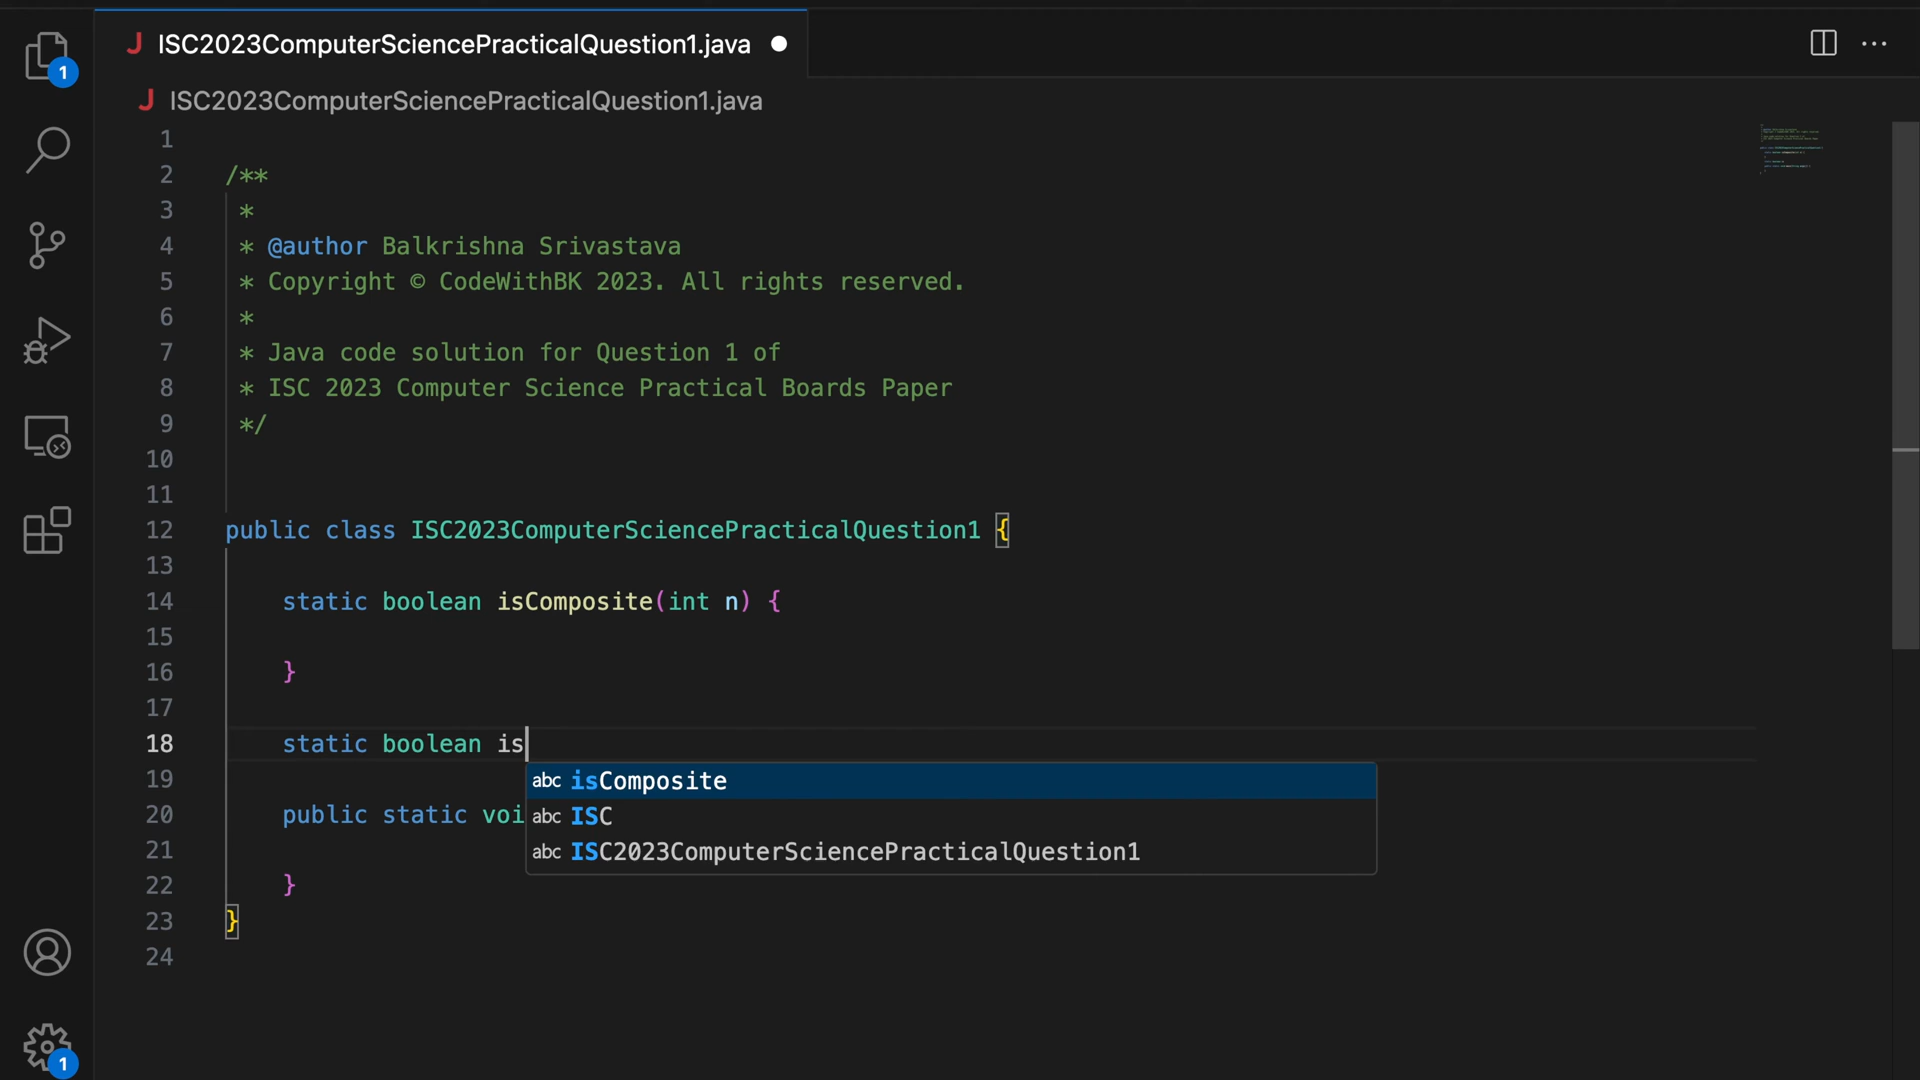 J ISC2023ComputerSciencePracticalQuestion1.java
1
J ISC2023ComputerSciencePracticalQuestion1.java
1
2 /**
3 *
4 * @author Balkrishna Srivastava
5 * Copyright © CodeWithBK 2023. All rights reserved.
6 *
7 * Java code solution for Question 1 of
8 * ISC 2023 Computer Science Practical Boards Paper
9 */
10
11
12 public class ISC2023ComputerSciencePracticalQuestion1 {
13
14 static boolean isComposite(int n) {
15
16 }
17
18 static boolean is
abc isComposite
19
20 public static voi
abc ISC
abc ISC2023ComputerSciencePracticalQuestion1
21
22 }
23 }
24
1